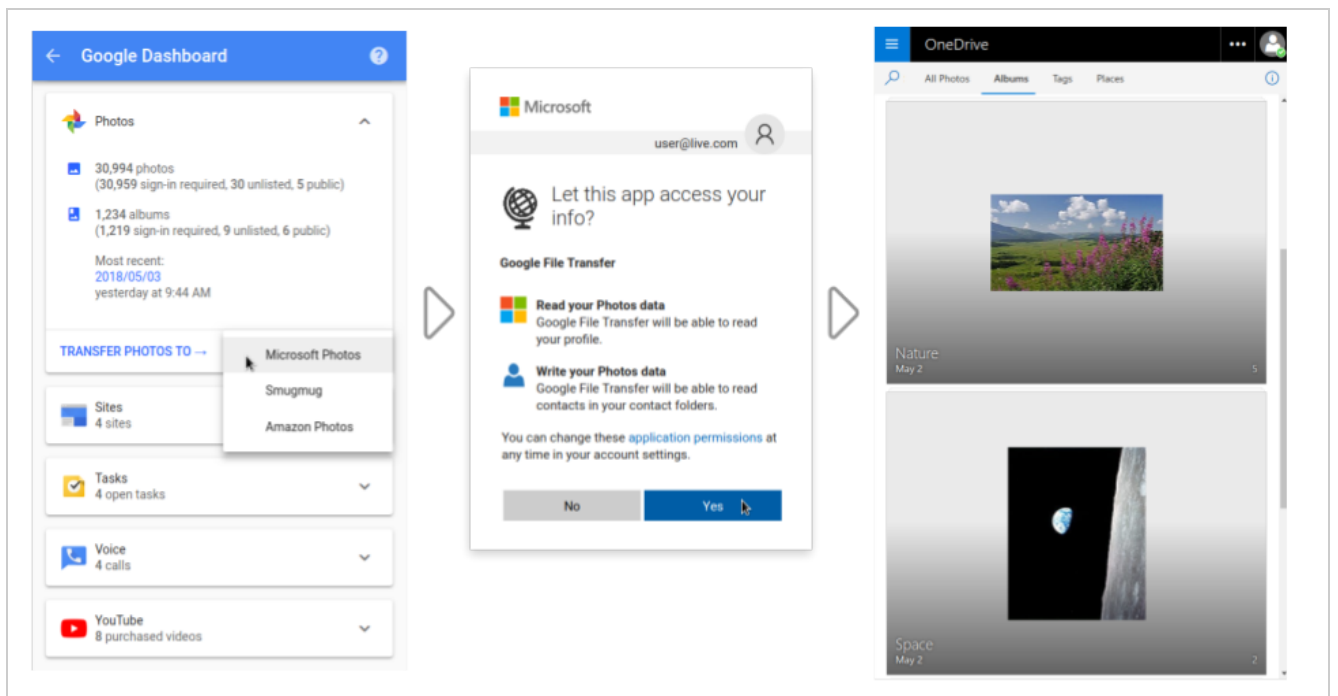 Google Dashboard
Photos
30,994 photos
(30,959 sign-in required, 30 unlisted, 5 public)
1,234 albums
(1,219 sign-in required, 9 unlisted, 6 public)
Most recent:
2018/05/03
yesterday at 9:44 AM
TRANSFER PHOTOS TO →
Microsoft Photos
Smugmug
Amazon Photos
Sites
4 sites
Tasks
4 open tasks
Voice
4 calls
YouTube
8 purchased videos
Microsoft
user@live.com
Let this app access your
info?
Google File Transfer
Read your Photos data
Google File Transfer will be able to read
your profile.
Write your Photos data
Google File Transfer will be able to read
contacts in your contact folders.
You can change these application permissions at
any time in your account settings.
No
Yes
OneDrive
All Photos Albums Tags Places
Nature
May 2
5
Space
May 2
2